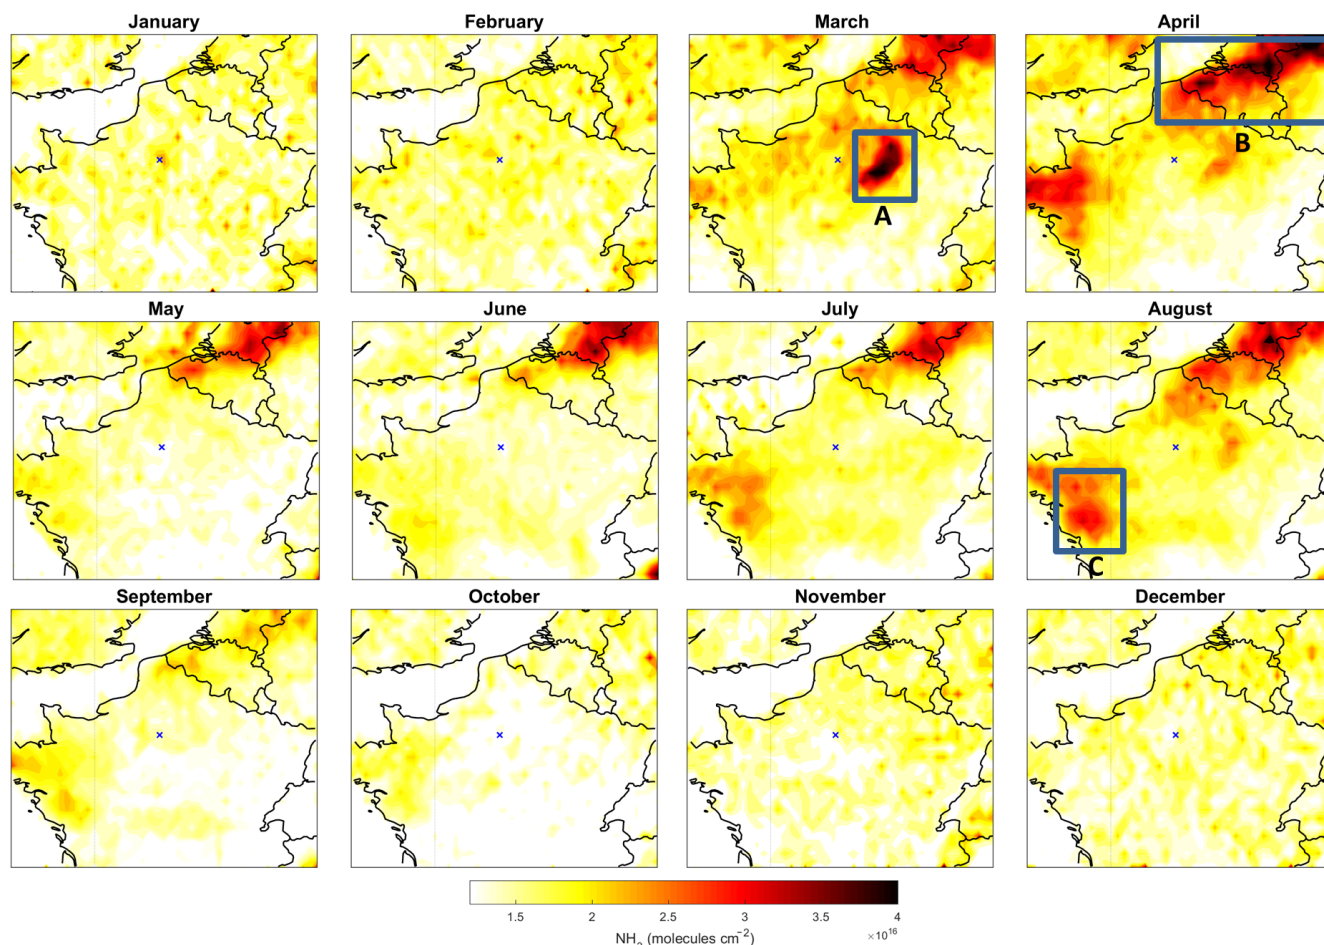 January February March April
A
B
May June July August
C
September October November December
1.5 2 2.5 3 3.5 4
×10¹⁶
NH₃ (molecules cm⁻²)